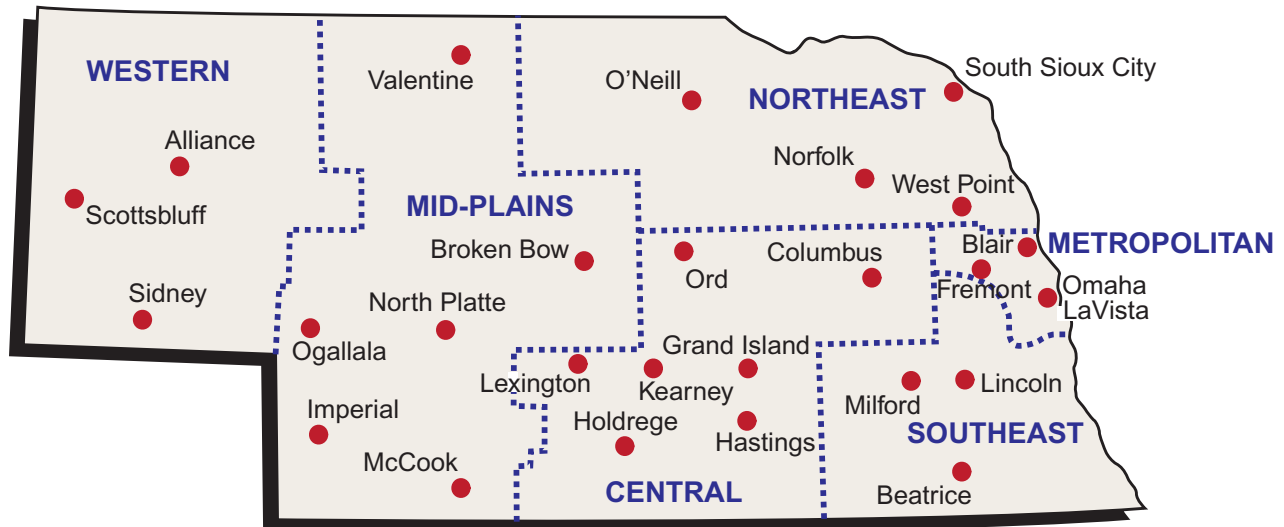 South Sioux City
WESTERN
Valentine
O'Neill
NORTHEAST
Alliance
Norfolk
West Point
Scottsbluff
MID-PLAINS
Broken Bow
Columbus
Blair
METROPOLITAN
Ord
Fremont
Omaha
LaVista
Sidney
North Platte
Ogallala
Grand Island
Lexington
Kearney
Lincoln
Milford
Imperial
Holdrege
Hastings
SOUTHEAST
McCook
CENTRAL
Beatrice